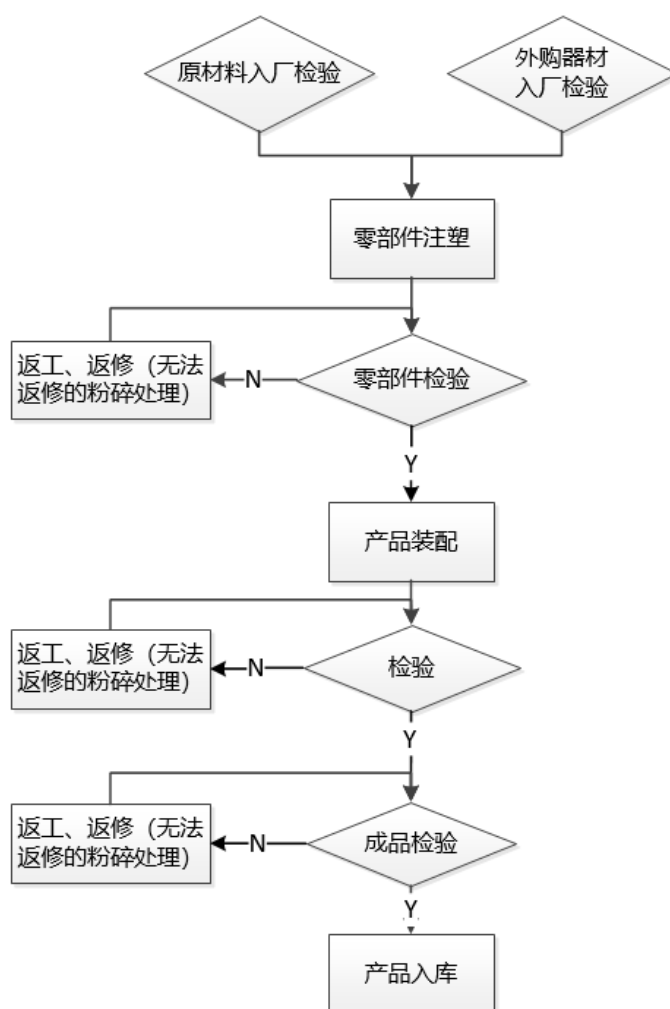 原材料入厂检验
外购器材
入厂检验
零部件注塑
返工、返修（无法
返修的粉碎处理）
N
零部件检验
Y
产品装配
返工、返修（无法
返修的粉碎处理）
N
检验
Y
返工、返修（无法
返修的粉碎处理）
N
成品检验
Y
产品入库